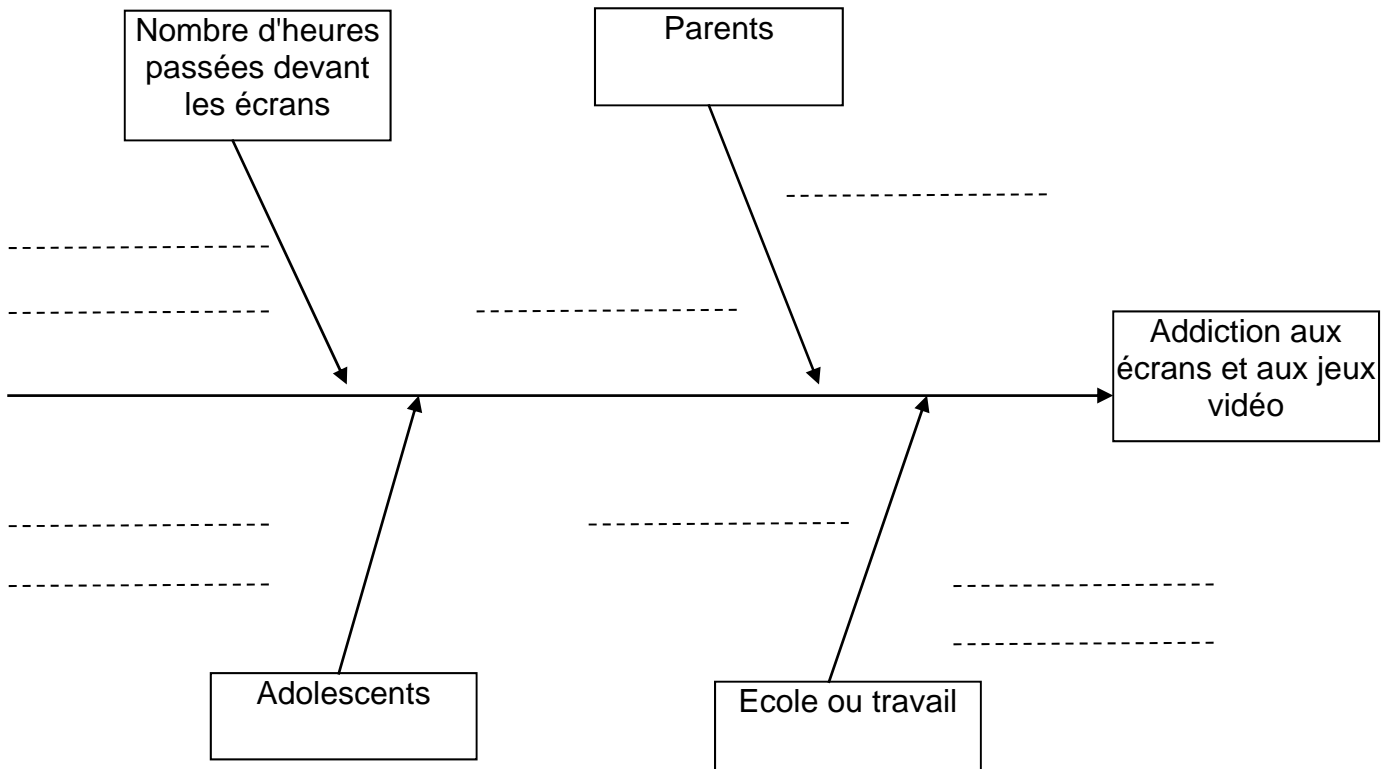 Nombre d'heures
passées devant
les écrans
Parents
Addiction aux
écrans et aux jeux
vidéo
Adolescents
Ecole ou travail